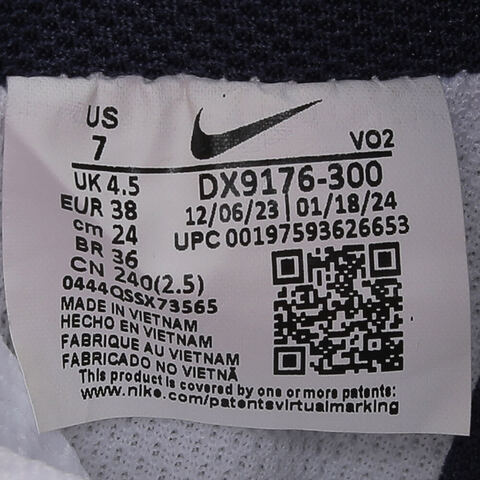 US
7
VO2
UK 4.5
EUR 38
cm 24
BR 36
CN 240(2.5)
DX9176-300
12/06/23 | 01/18/24
UPC 00197593626653
0444QSSX73565
MADE IN VIETNAM
HECHO EN VIETNAM
FABRIQUE AU VIETNAM
FABRICADO NO VIETNÃ
This product is covered by one or more patents:
www.nike.com/patentsvirtualmarking